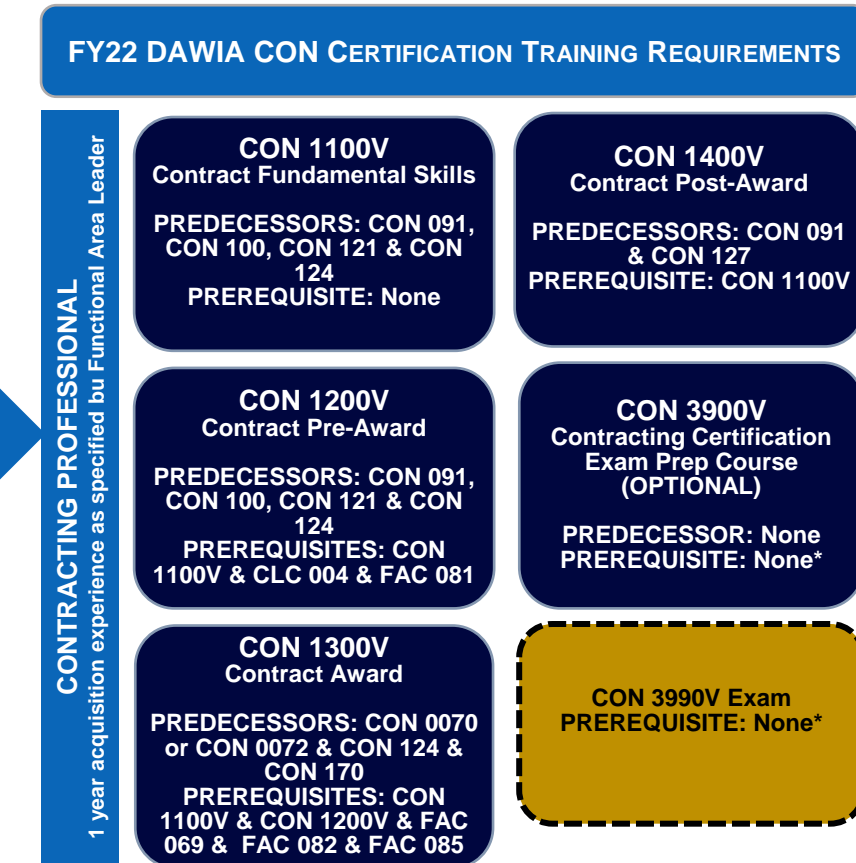 FY22 DAWIA CON CERTIFICATION TRAINING REQUIREMENTS
CONTRACTING PROFESSIONAL
1 year acquisition experience as specified bu Functional Area Leader
CON 1100V
Contract Fundamental Skills
PREDECESSORS: CON 091,
CON 100, CON 121 & CON
124
PREREQUISITE: None
CON 1200V
Contract Pre-Award
PREDECESSORS: CON 091,
CON 100, CON 121 & CON
124
PREREQUISITES: CON
1100V & CLC 004 & FAC 081
CON 1300V
Contract Award
PREDECESSORS: CON 0070
or CON 0072 & CON 124 &
CON 170
PREREQUISITES: CON
1100V & CON 1200V & FAC
069 & FAC 082 & FAC 085
CON 1400V
Contract Post-Award
PREDECESSORS: CON 091
& CON 127
PREREQUISITE: CON 1100V
CON 3900V
Contracting Certification
Exam Prep Course
(OPTIONAL)
PREDECESSOR: None
PREREQUISITE: None*
CON 3990V Exam
PREREQUISITE: None*